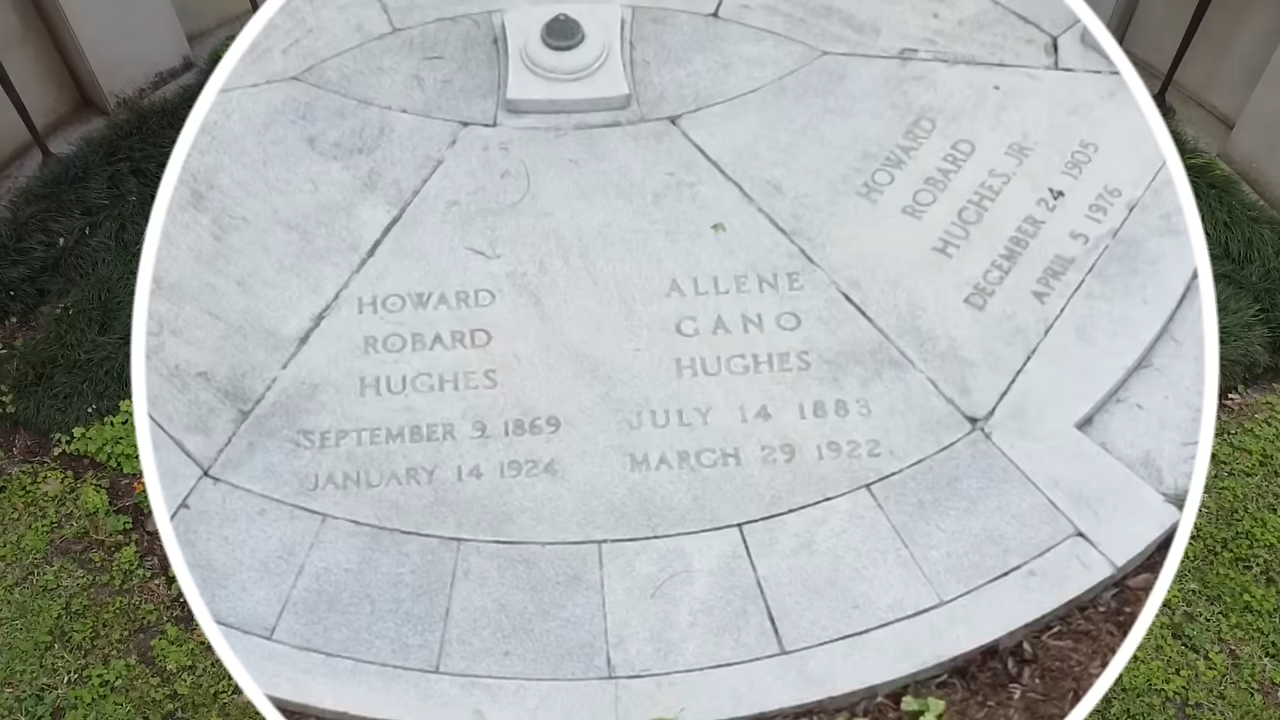 HOWARD
ROBARD
HUGHES
SEPTEMBER 9 1869
JANUARY 14 1924
ALLENE
GANO
HUGHES
JULY 14 1883
MARCH 29 1922
HOWARD
ROBARD
HUGHES, JR.
DECEMBER 24 1905
APRIL 5 1976